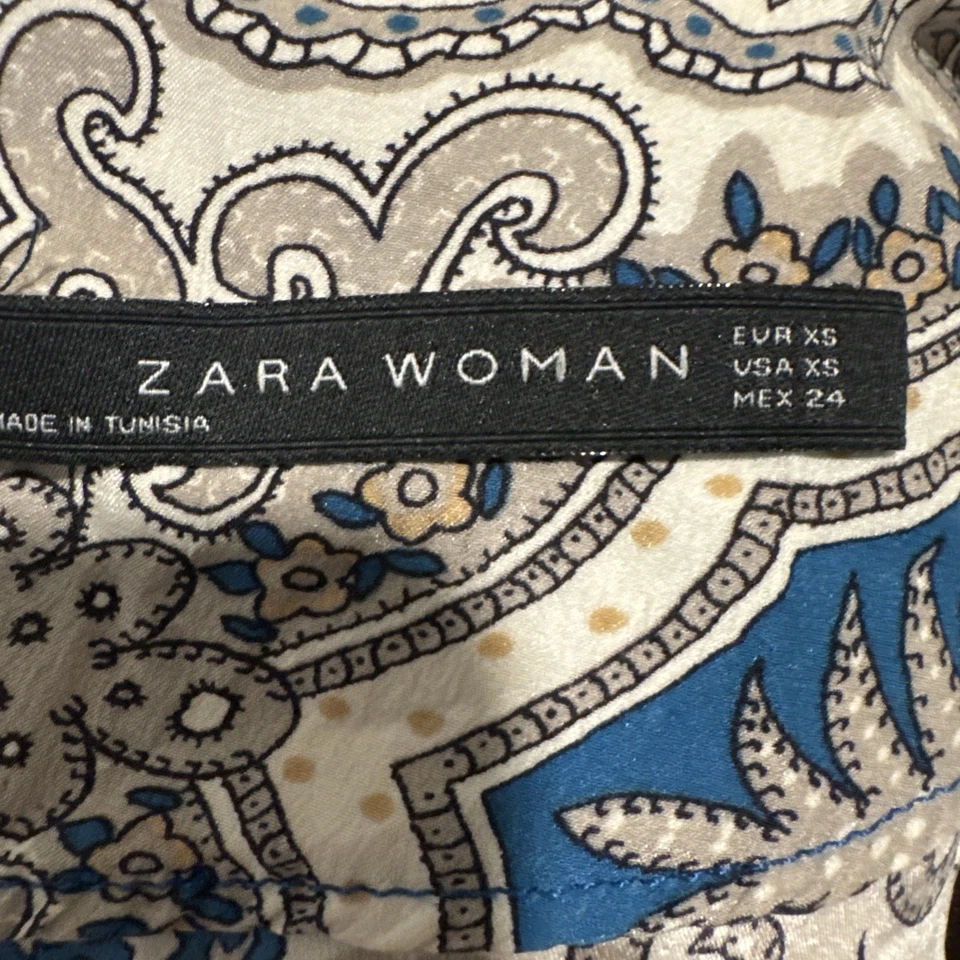 ZARA WOMAN
EUR XS
USA XS
MEX 24
MADE IN TUNISIA